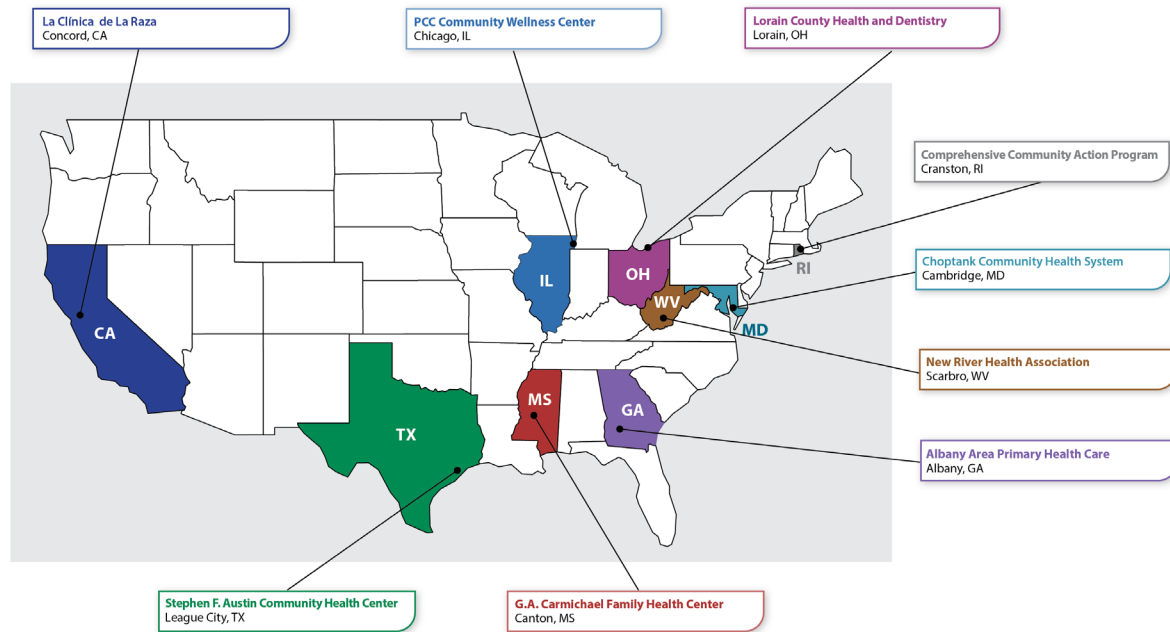 La Clínica de La Raza
Concord, CA
PCC Community Wellness Center
Chicago, IL
Lorain County Health and Dentistry
Lorain, OH
Comprehensive Community Action Program
Cranston, RI
Choptank Community Health System
Cambridge, MD
New River Health Association
Scarbro, WV
Albany Area Primary Health Care
Albany, GA
Stephen F. Austin Community Health Center
League City, TX
G.A. Carmichael Family Health Center
Canton, MS
CA
IL
OH
WV
RI
MD
TX
MS
GA